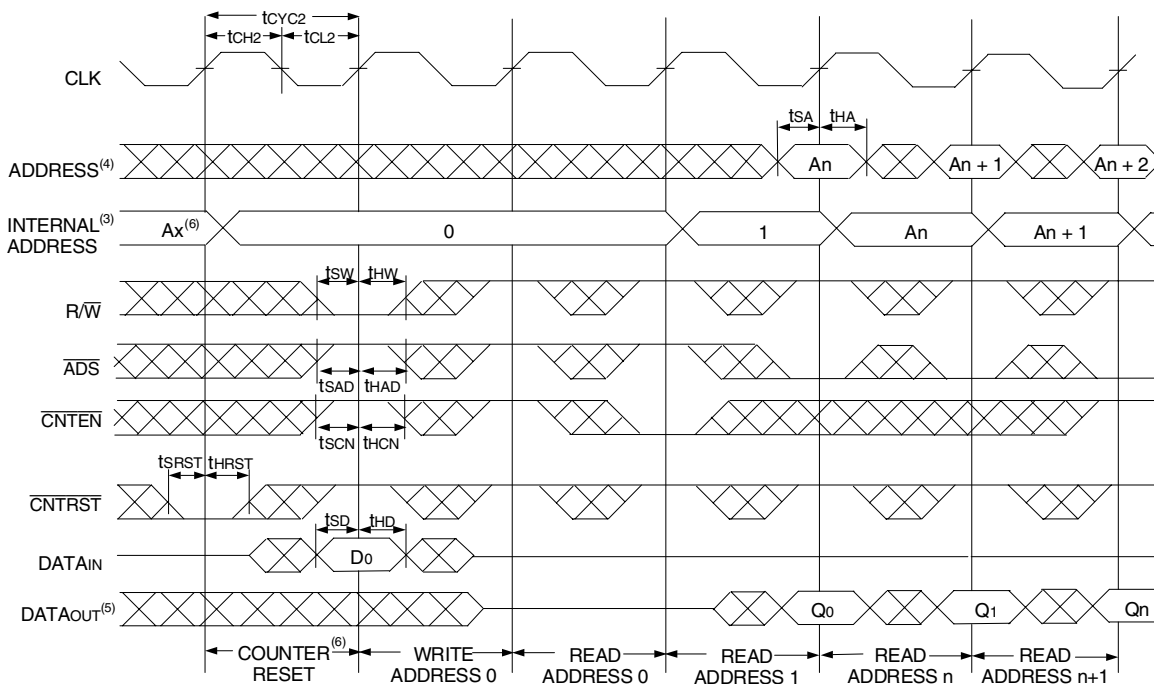 tCYC2
tCH2 tCL2
CLK
tSA tHA
ADDRESS(4) An An + 1 An + 2
INTERNAL(3)
ADDRESS Ax(6) 0 1 An An + 1
tSW tHW
R/W̅
A̅D̅S̅
tSAD tHAD
C̅N̅T̅E̅N̅
tSCN tHCN
tSRST tHRST
C̅N̅T̅R̅S̅T̅
tSD tHD
DATAIN D0
DATAOUT(5) Q0 Q1 Qn
COUNTER(6) WRITE READ READ READ READ
RESET ADDRESS 0 ADDRESS 0 ADDRESS 1 ADDRESS n ADDRESS n+1